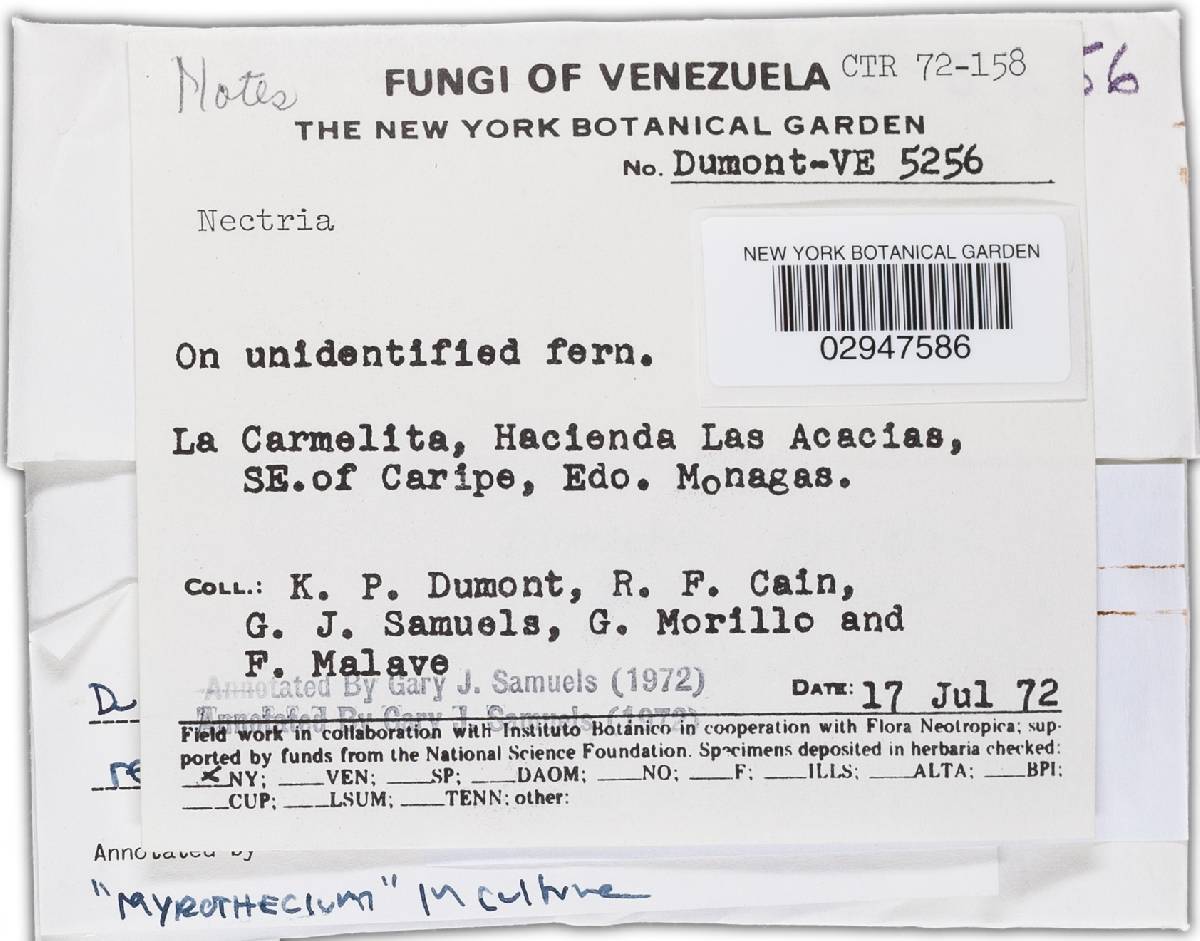 Notes
FUNGI OF VENEZUELA CTR 72-158
56
THE NEW YORK BOTANICAL GARDEN
No. Dumont-VE 5256
Nectria
NEW YORK BOTANICAL GARDEN
02947586
On unidentified fern.
La Carmelita, Hacienda Las Acacias,
SE.of Caripe, Edo. Monagas.
COLL.: K. P. Dumont, R. F. Cain,
G. J. Samuels, G. Morillo and
F. Malave
Annotated By Gary J. Samuels (1972)
DATE: 17 Jul 72
Annotated By Gary J. Samuels (1972)
Field work in collaboration with Instituto Botánico in cooperation with Flora Neotropica; sup-
ported by funds from the National Science Foundation. Specimens deposited in herbaria checked:
x NY; ___VEN; ___SP; ___DAOM; ___NO; ___F; ___ILLS; ___ALTA; ___BPI;
___CUP; ___LSUM; ___TENN; other:
Annotated by
"MYROTHECIUM" in culture